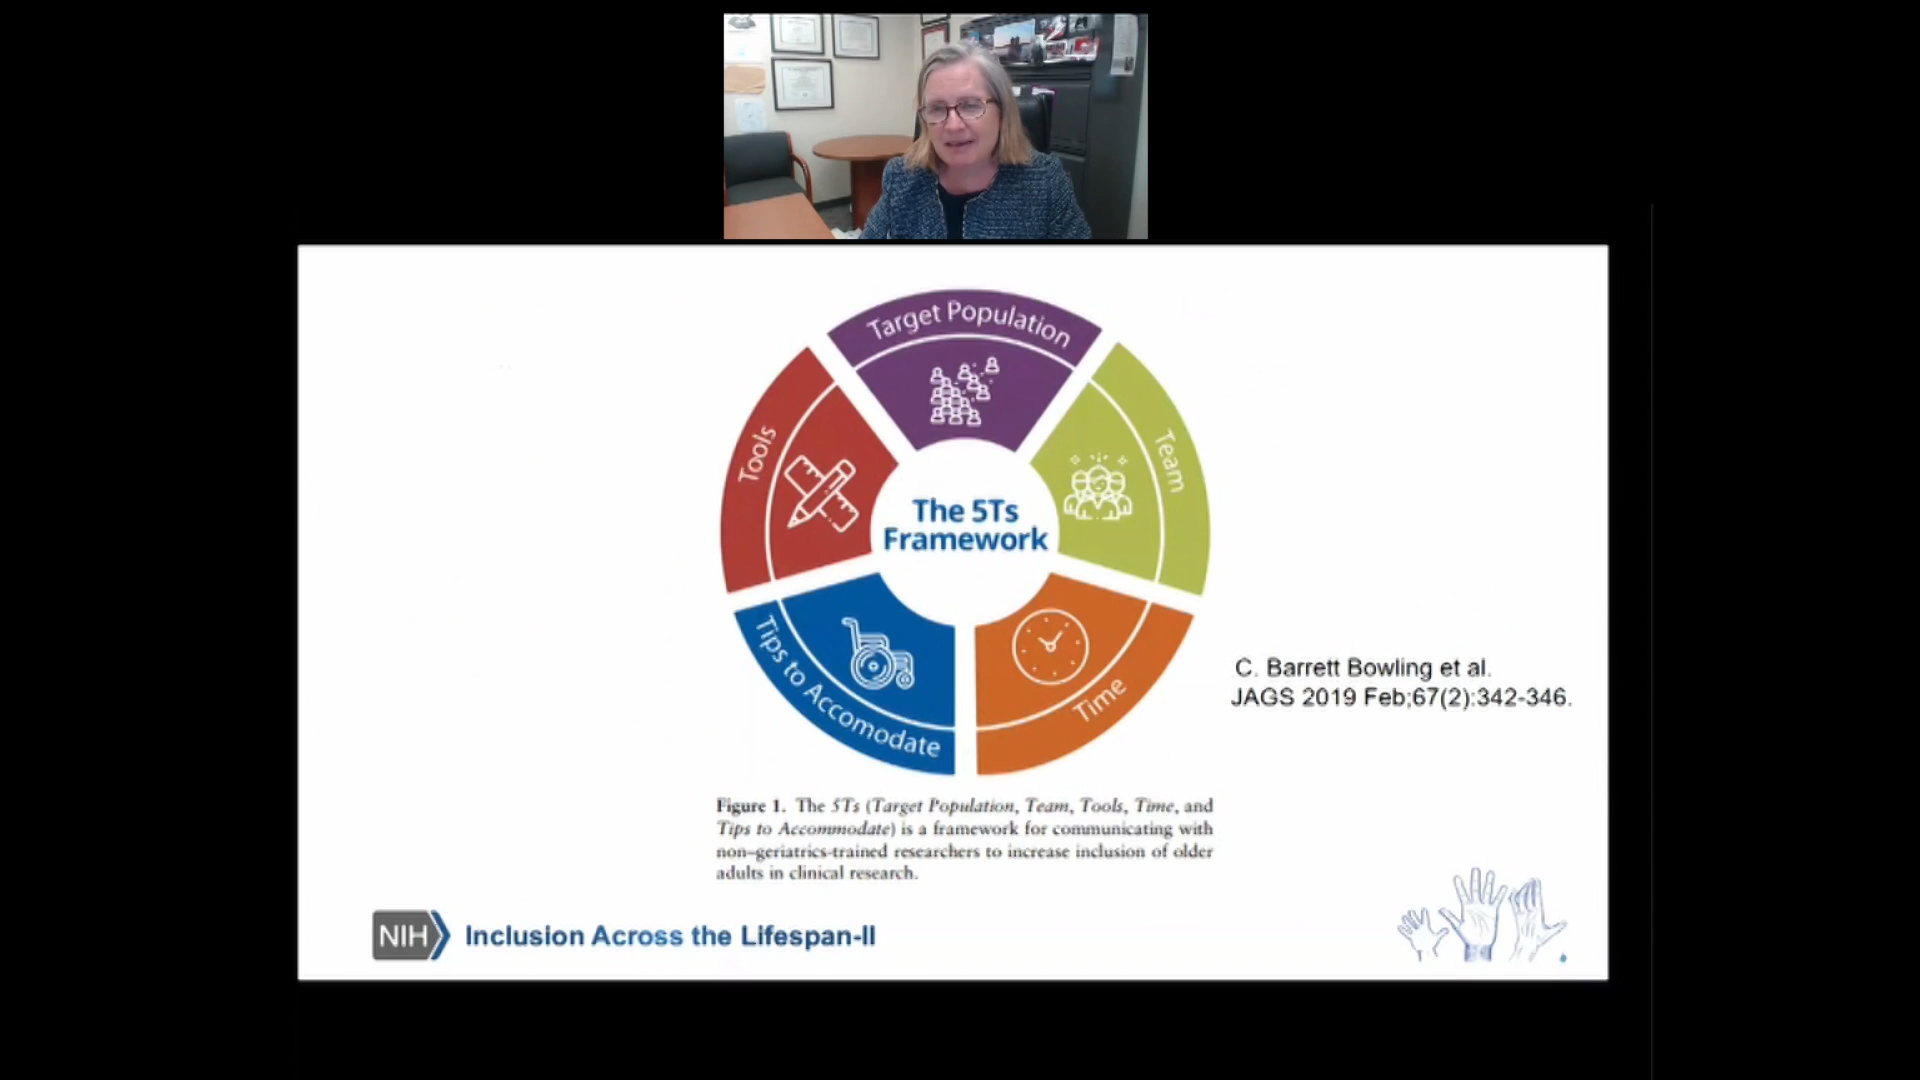 Target Population
Tools
Team
The 5Ts
Framework
Tips to Accomodate
Time
C. Barrett Bowling et al.
JAGS 2019 Feb;67(2):342-346.
Figure 1. The 5Ts (Target Population, Team, Tools, Time, and
Tips to Accommodate) is a framework for communicating with
non–geriatrics-trained researchers to increase inclusion of older
adults in clinical research.
NIH Inclusion Across the Lifespan-II